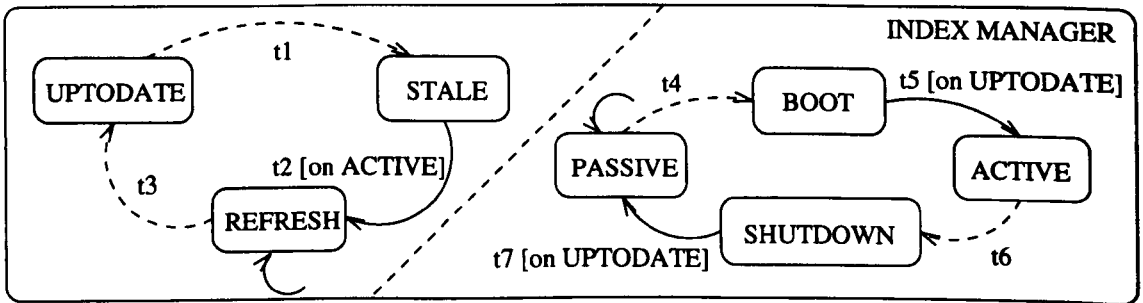 INDEX MANAGER
t1
UPTODATE
STALE
t2 [on ACTIVE]
t3
REFRESH
t4
BOOT
t5 [on UPTODATE]
PASSIVE
ACTIVE
SHUTDOWN
t6
t7 [on UPTODATE]